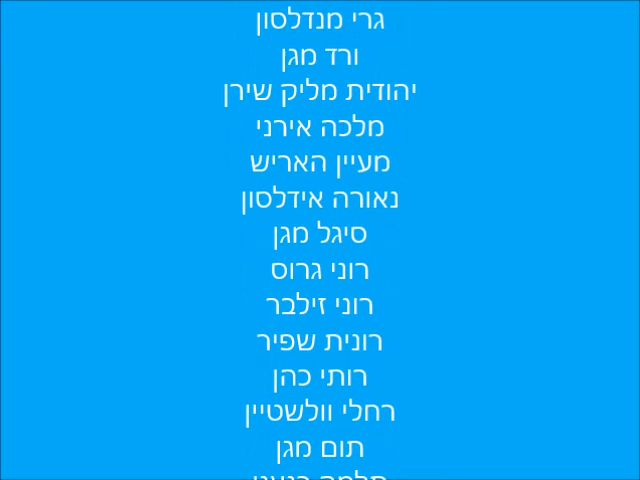 גרי מנדלסון
ורד מגן
יהודית מליק שירן
מלכה אירני
מעיין האריש
נאורה אידלסון
סיגל מגן
רוני גרוס
רוני זילבר
רונית שפיר
רותי כהן
רחלי וולשטיין
תום מגן